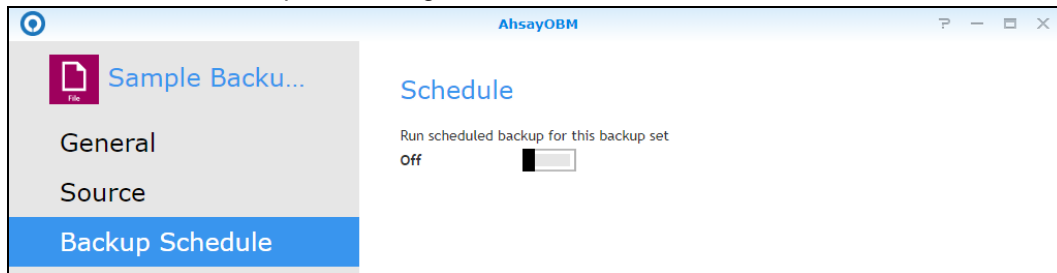 AhsayOBM
Sample Backu...
File
General
Source
Backup Schedule
Schedule
Run scheduled backup for this backup set
Off